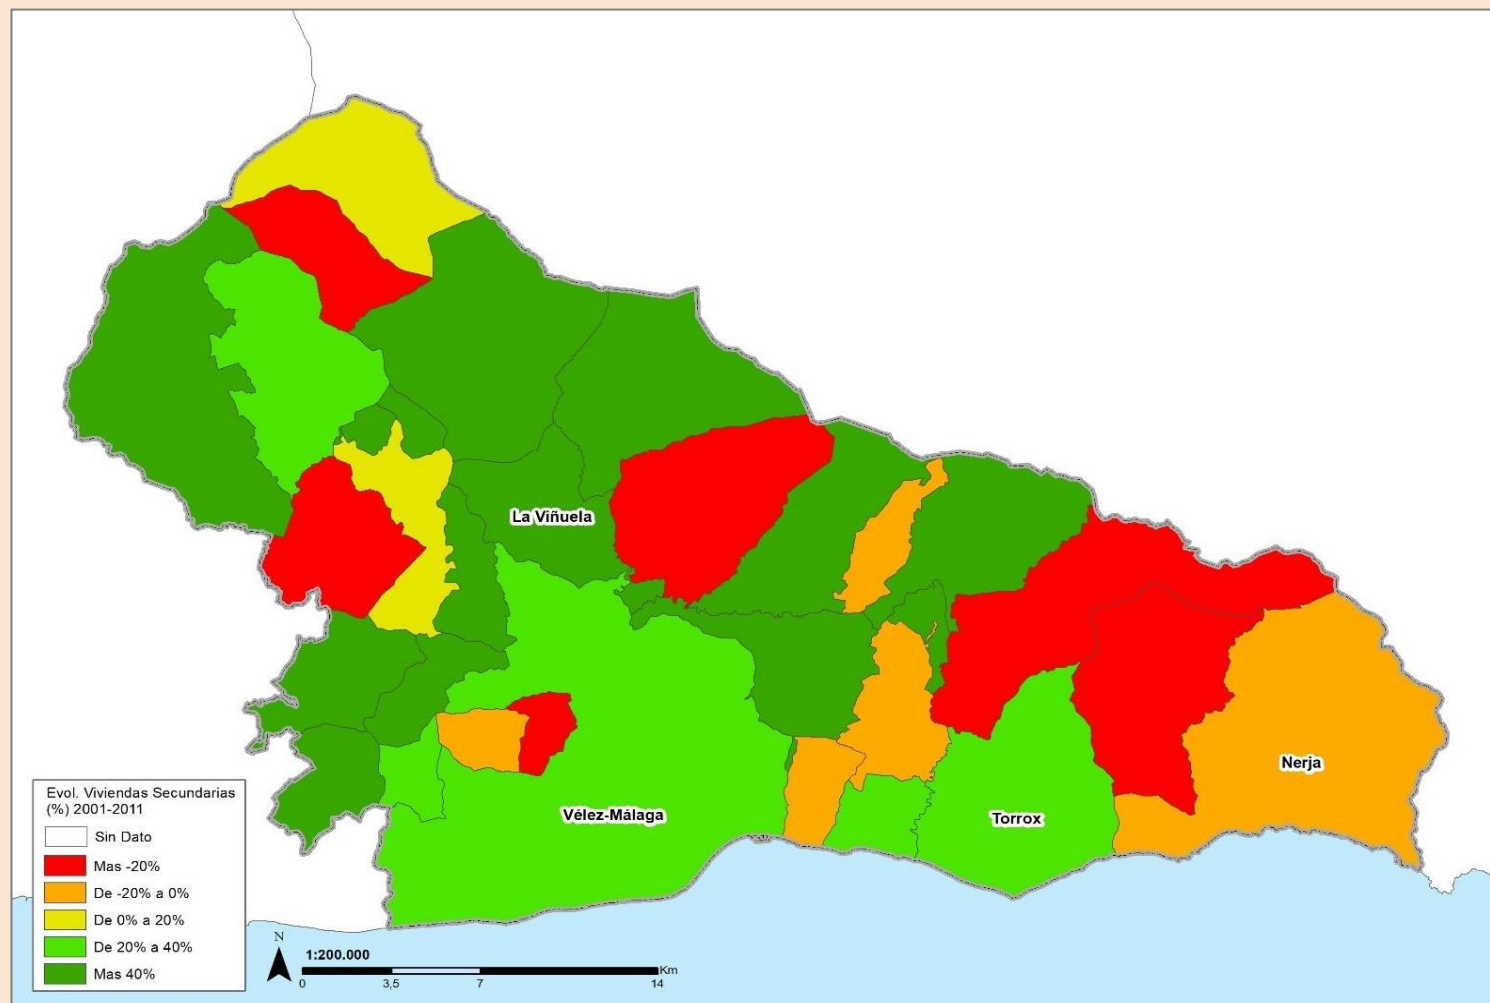 La Viñuela
Nerja
Vélez-Málaga
Torrox
Evol. Viviendas Secundarias
(%) 2001-2011
Sin Dato
Mas -20%
De -20% a 0%
De 0% a 20%
De 20% a 40%
Mas 40%
N
1:200.000
Km
0 3,5 7 14